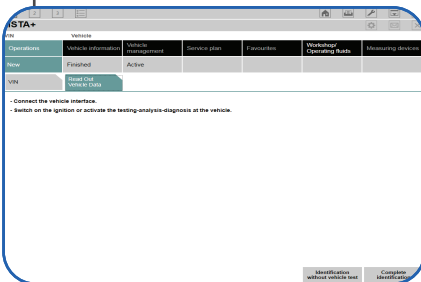 ISTA+
VIN Vehicle
Operations Vehicle information Vehicle management Service plan Favourites Workshop/ Operating fluids Measuring devices
New Finished Active
VIN Read Out Vehicle Data
- Connect the vehicle interface.
- Switch on the ignition or activate the testing-analysis-diagnosis at the vehicle.
Identification without vehicle test Complete identification